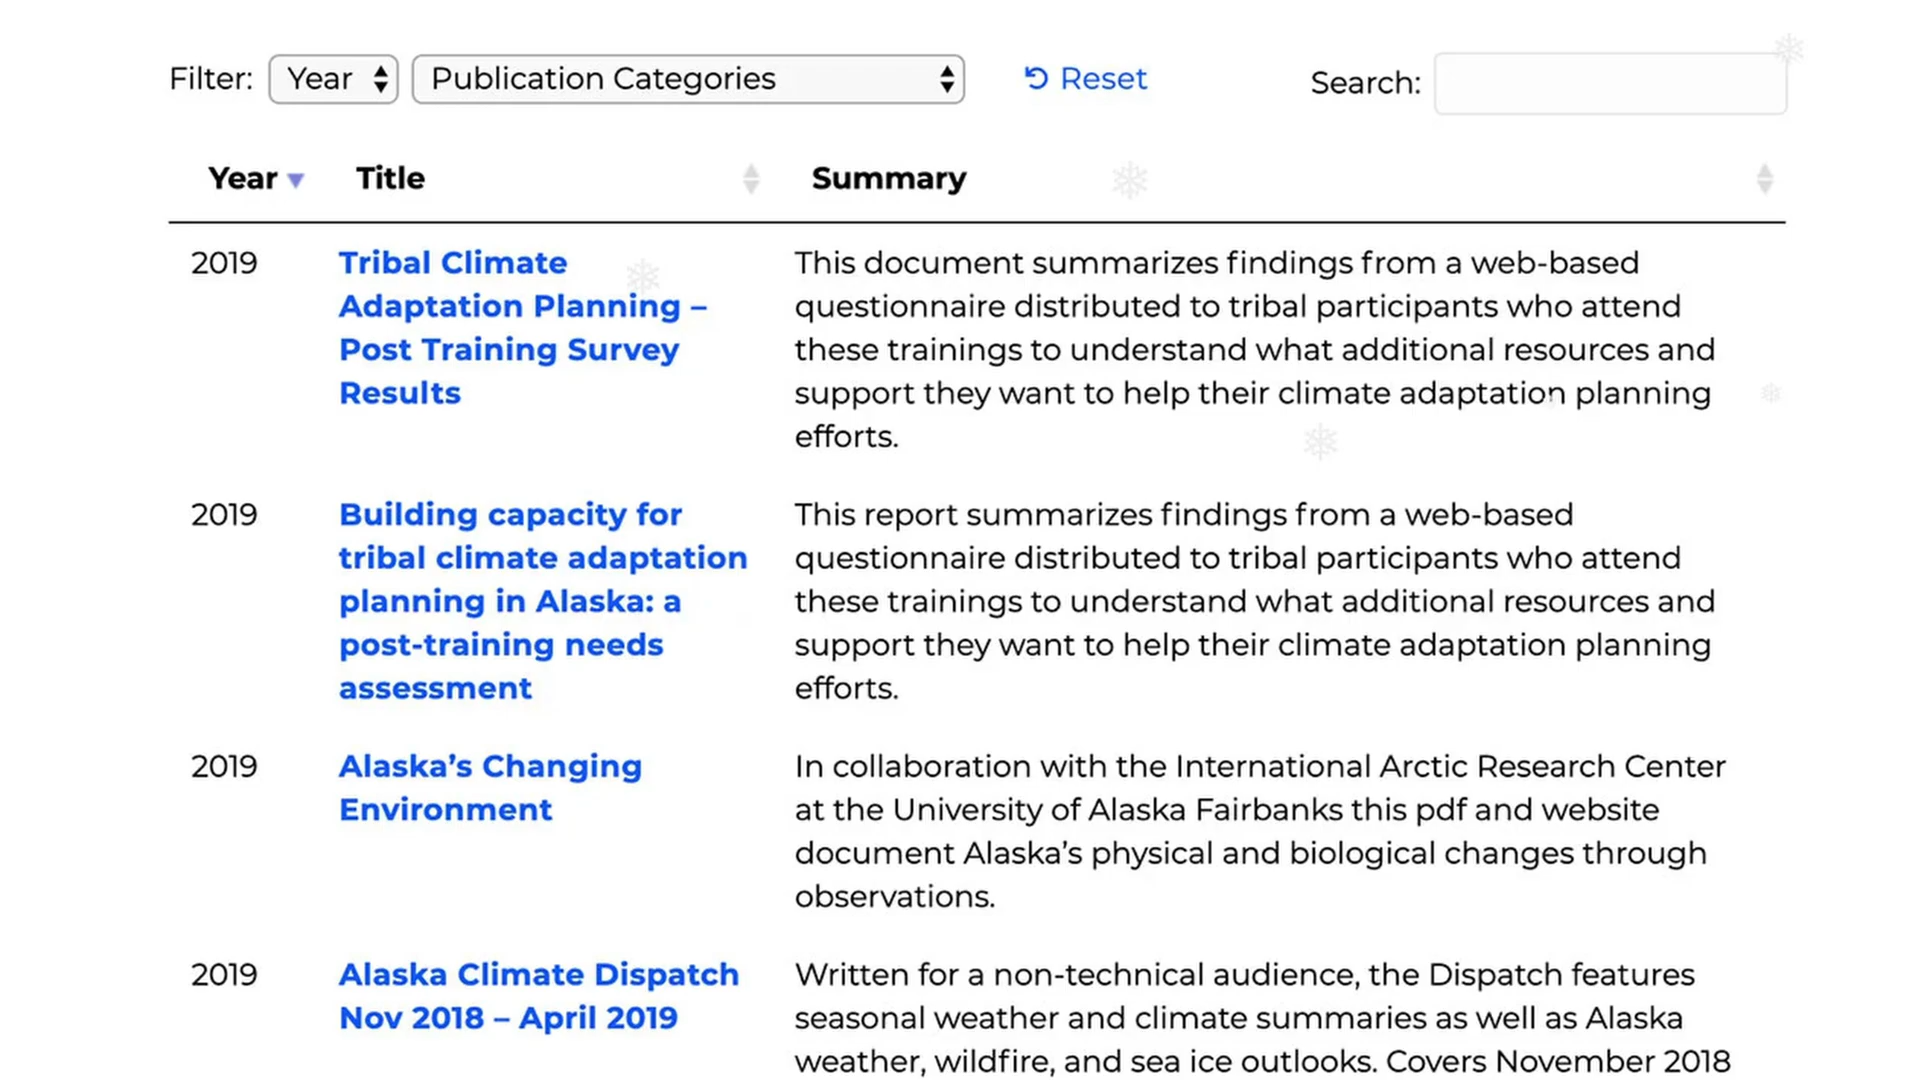 Filter: Year Publication Categories Reset Search:
Year Title Summary
2019 Tribal Climate This document summarizes findings from a web-based
Adaptation Planning – questionnaire distributed to tribal participants who attend
Post Training Survey these trainings to understand what additional resources and
Results support they want to help their climate adaptation planning
efforts.
2019 Building capacity for This report summarizes findings from a web-based
tribal climate adaptation questionnaire distributed to tribal participants who attend
planning in Alaska: a these trainings to understand what additional resources and
post-training needs support they want to help their climate adaptation planning
assessment efforts.
2019 Alaska’s Changing In collaboration with the International Arctic Research Center
Environment at the University of Alaska Fairbanks this pdf and website
document Alaska’s physical and biological changes through
observations.
2019 Alaska Climate Dispatch Written for a non-technical audience, the Dispatch features
Nov 2018 – April 2019 seasonal weather and climate summaries as well as Alaska
weather, wildfire, and sea ice outlooks. Covers November 2018